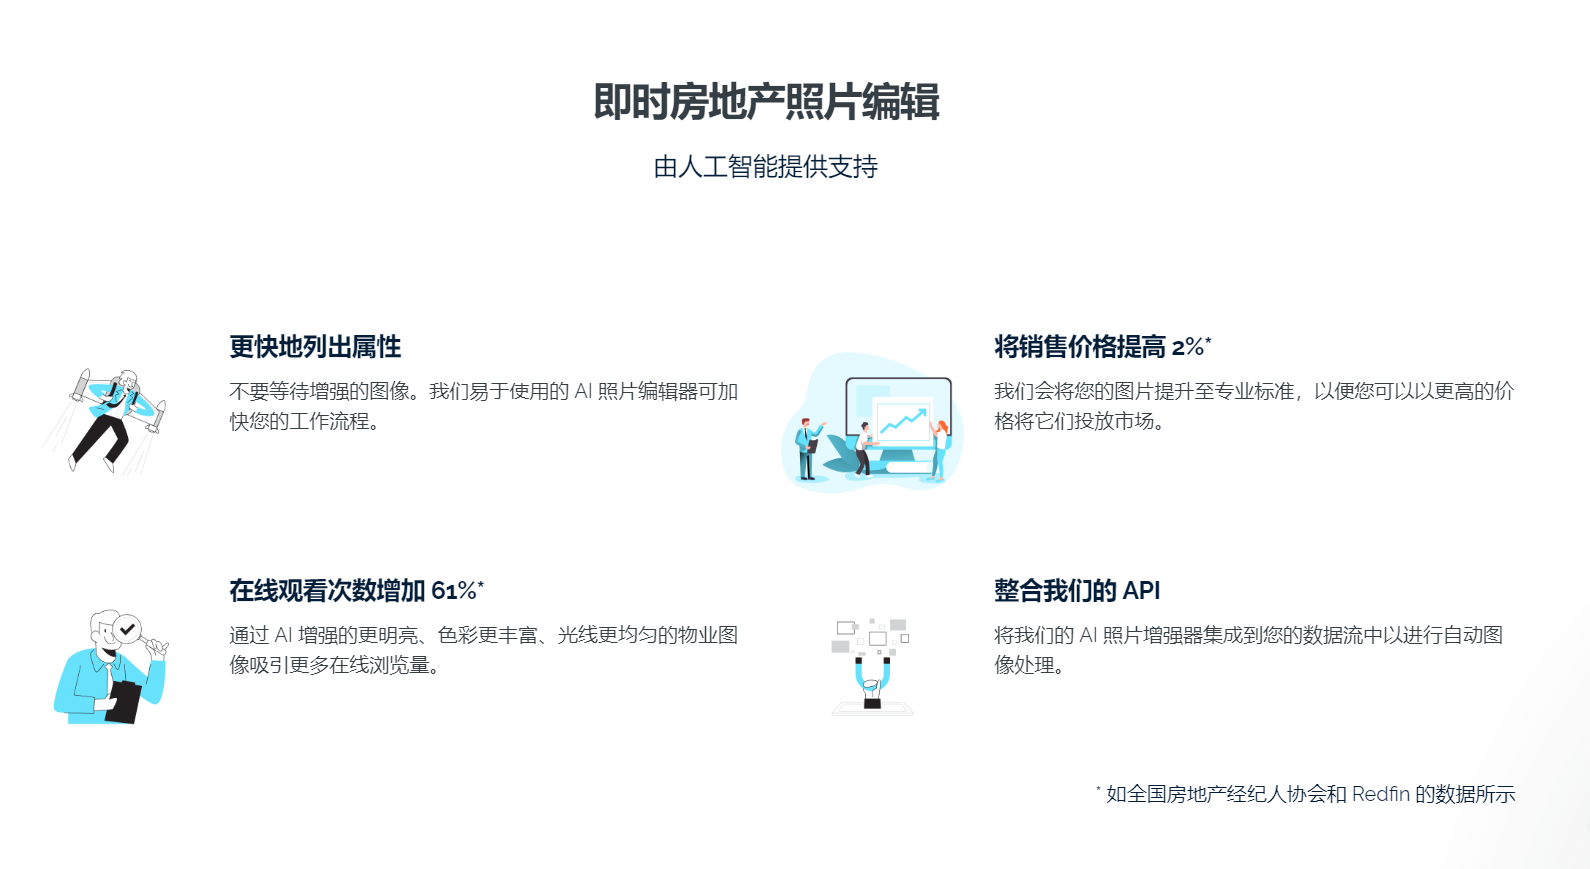 即时房地产照片编辑
由人工智能提供支持
更快地列出属性
不要等待增强的图像。我们易于使用的 AI 照片编辑器可加
快您的工作流程。
将销售价格提高 2%*
我们会将您的图片提升至专业标准，以便您可以以更高的价
格将它们投放市场。
在线观看次数增加 61%*
通过 AI 增强的更明亮、色彩更丰富、光线更均匀的物业图
像吸引更多在线浏览量。
整合我们的 API
将我们的 AI 照片增强器集成到您的数据流中以进行自动图
像处理。
* 如全国房地产经纪人协会和 Redfin 的数据所示